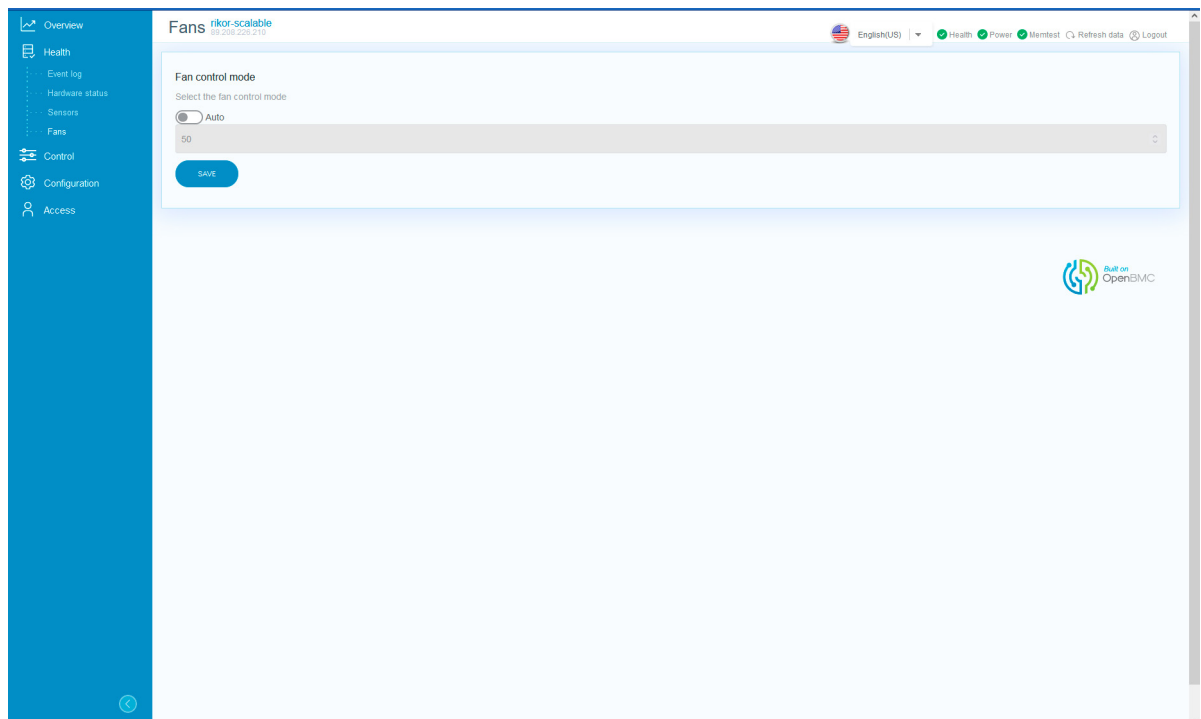 Overview
Health
Event log
Hardware status
Sensors
Fans
Control
Configuration
Access
Fans rikor-scalable
89.208.226.210
English(US) Health Power Memtest Refresh data Logout
Fan control mode
Select the fan control mode
Auto
50
SAVE
Built on
OpenBMC